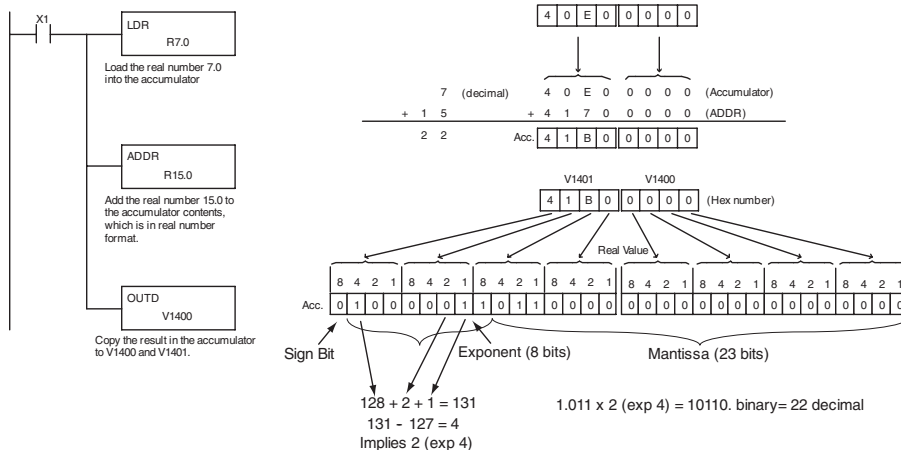 X1
LDR
R7.0
Load the real number 7.0
into the accumulator
ADDR
R15.0
Add the real number 15.0 to
the accumulator contents,
which is in real number
format.
OUTD
V1400
Copy the result in the accumulator
to V1400 and V1401.
4 0 E 0 0 0 0 0
7 (decimal) 4 0 E 0 0 0 0 0 (Accumulator)
+ 1 5 + 4 1 7 0 0 0 0 0 (ADDR)
2 2 Acc. 4 1 B 0 0 0 0 0
V1401 V1400
4 1 B 0 0 0 0 0 (Hex number)
Real Value
8 4 2 1 8 4 2 1 8 4 2 1 8 4 2 1 8 4 2 1 8 4 2 1 8 4 2 1 8 4 2 1
Acc. 0 1 0 0 0 0 0 1 1 0 1 1 0 0 0 0 0 0 0 0 0 0 0 0 0 0 0 0 0 0 0 0
Sign Bit Exponent (8 bits) Mantissa (23 bits)
128 + 2 + 1 = 131
131 - 127 = 4
Implies 2 (exp 4)
1.011 x 2 (exp 4) = 10110. binary= 22 decimal